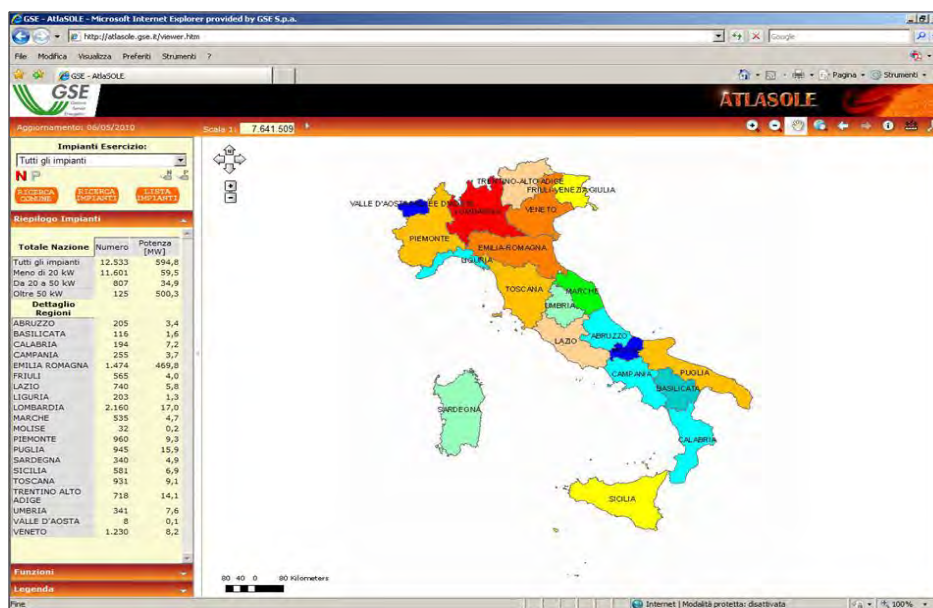 GSE - AtlaSOLE - Microsoft Internet Explorer provided by GSE S.p.a.
http://atlasole.gse.it/viewer.htm
Google
File Modifica Visualizza Preferiti Strumenti ?
GSE - AtlaSOLE
Pagina
Strumenti
GSE
ATLASOLE
Aggiornamento: 06/05/2010
Scala 1: 7.641.509
Impianti Esercizio:
Tutti gli impianti
N P
RICERCA COMUNE
RICERCA IMPIANTI
LISTA IMPIANTI
Riepilogo Impianti
Totale Nazione Numero Potenza [MW]
Tutti gli impianti 12.533 594,8
Meno di 20 kW 11.601 59,5
Da 20 a 50 kW 807 34,9
Oltre 50 kW 125 500,3
Dettaglio Regioni
ABRUZZO 205 3,4
BASILICATA 116 1,6
CALABRIA 194 7,2
CAMPANIA 255 3,7
EMILIA ROMAGNA 1.474 469,8
FRIULI 565 4,0
LAZIO 740 5,8
LIGURIA 203 1,3
LOMBARDIA 2.160 17,0
MARCHE 535 4,7
MOLISE 32 0,2
PIEMONTE 960 9,3
PUGLIA 945 15,9
SARDEGNA 340 4,9
SICILIA 581 6,9
TOSCANA 931 9,1
TRENTINO ALTO ADIGE 718 14,1
UMBRIA 341 7,6
VALLE D'AOSTA 8 0,1
VENETO 1.230 8,2
Funzioni
Legenda
TRENTINO-ALTO ADIGE
FRIULI-VENEZIA GIULIA
VALLE D'AOSTA
LOMBARDIA
VENETO
PIEMONTE
EMILIA-ROMAGNA
LIGURIA
TOSCANA
MARCHE
UMBRIA
LAZIO
ABRUZZO
CAMPANIA
PUGLIA
BASILICATA
SARDEGNA
CALABRIA
SICILIA
80 40 0 80 Kilometers
Fine
Internet | Modalità protetta: disattivata
100%